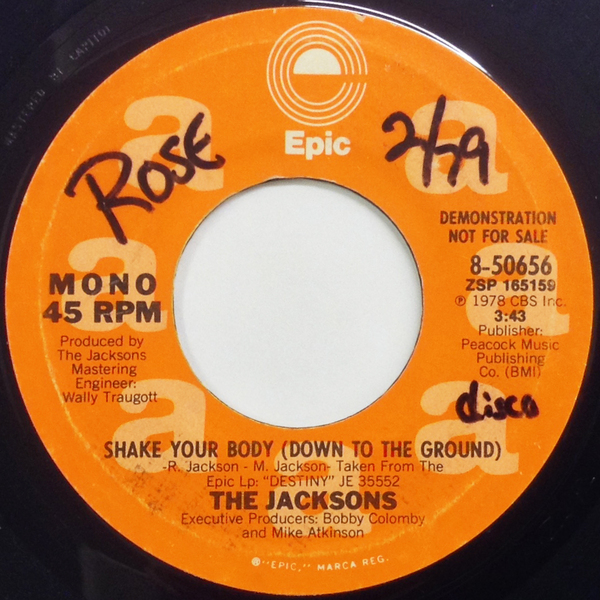 MASTERED BY CAPITOL
Epic
ROSE
2/79
DEMONSTRATION
NOT FOR SALE
8-50656
ZSP 165159
℗ 1978 CBS Inc.
3:43
Publisher:
Peacock Music
Publishing
Co. (BMI)
disco
MONO
45 RPM
Produced by
The Jacksons
Mastering
Engineer:
Wally Traugott
a
a
a
a
a
a
a
SHAKE YOUR BODY (DOWN TO THE GROUND)
-R. Jackson - M. Jackson- Taken From The
Epic Lp: "DESTINY" JE 35552
THE JACKSONS
Executive Producers: Bobby Colomby
and Mike Atkinson
®"EPIC," MARCA REG.